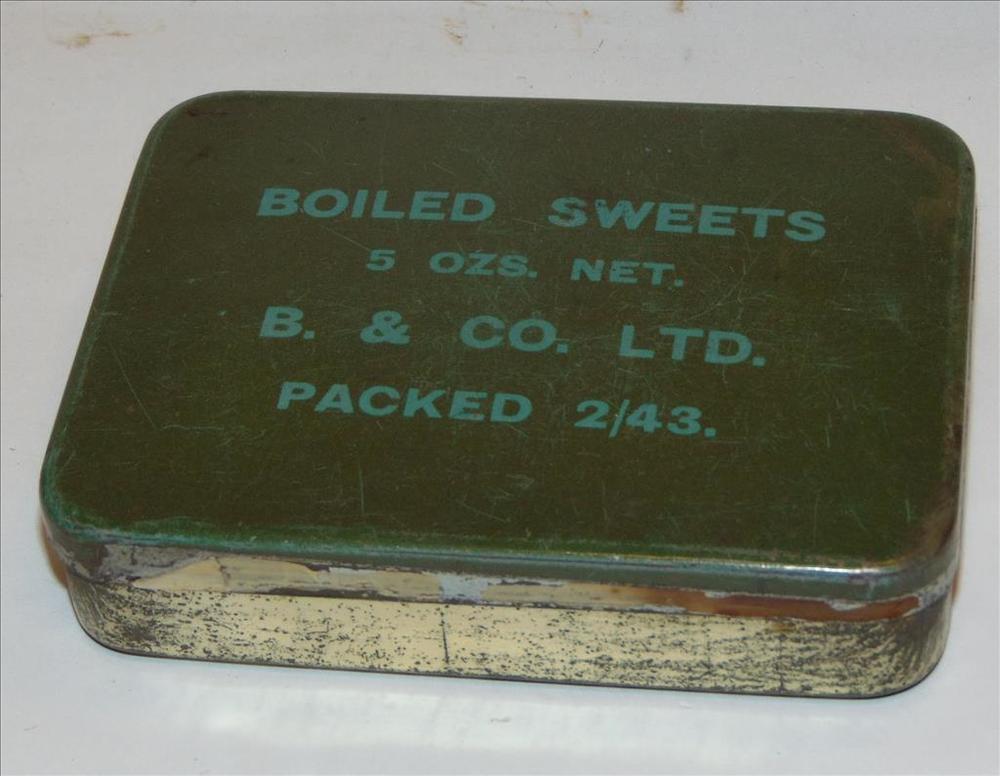 BOILED SWEETS
5 OZS. NET.
B. & CO. LTD.
PACKED 2/43.